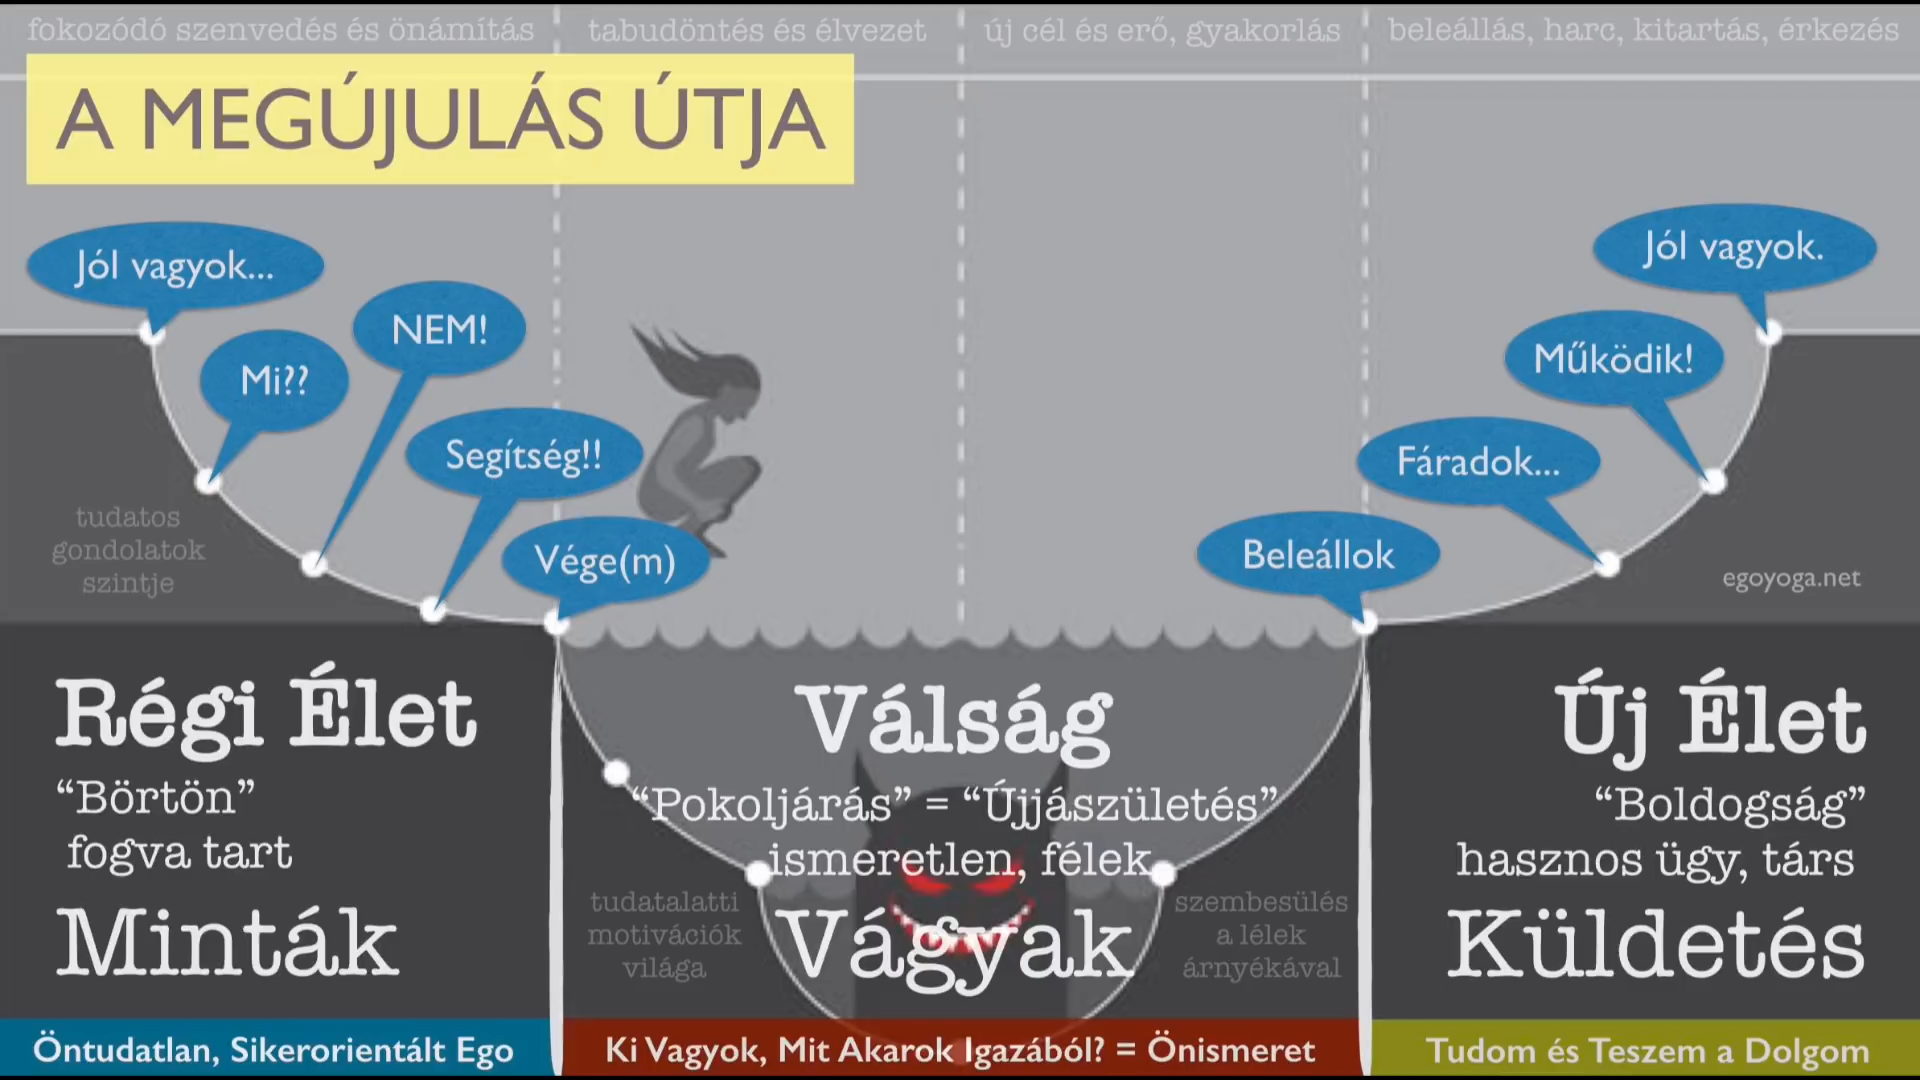 fokozódó szenvedés és önámítás
tabudöntés és élvezet
új cél és erő, gyakorlás
beleállás, harc, kitartás, érkezés
A MEGÚJULÁS ÚTJA
Jól vagyok...
Mi??
NEM!
Segítség!!
Vége(m)
Beleállok
Fáradok...
Működik!
Jól vagyok.
tudatos
gondolatok
szintje
egoyoga.net
Régi Élet
“Börtön”
fogva tart
Minták
Válság
“Pokoljárás” = “Újjászületés”
ismeretlen, félek
Vágyak
tudatalatti
motivációk
világa
szembesülés
a lélek
árnyékával
Új Élet
“Boldogság”
hasznos ügy, társ
Küldetés
Öntudatlan, Sikerorientált Ego
Ki Vagyok, Mit Akarok Igazából? = Önismeret
Tudom és Teszem a Dolgom